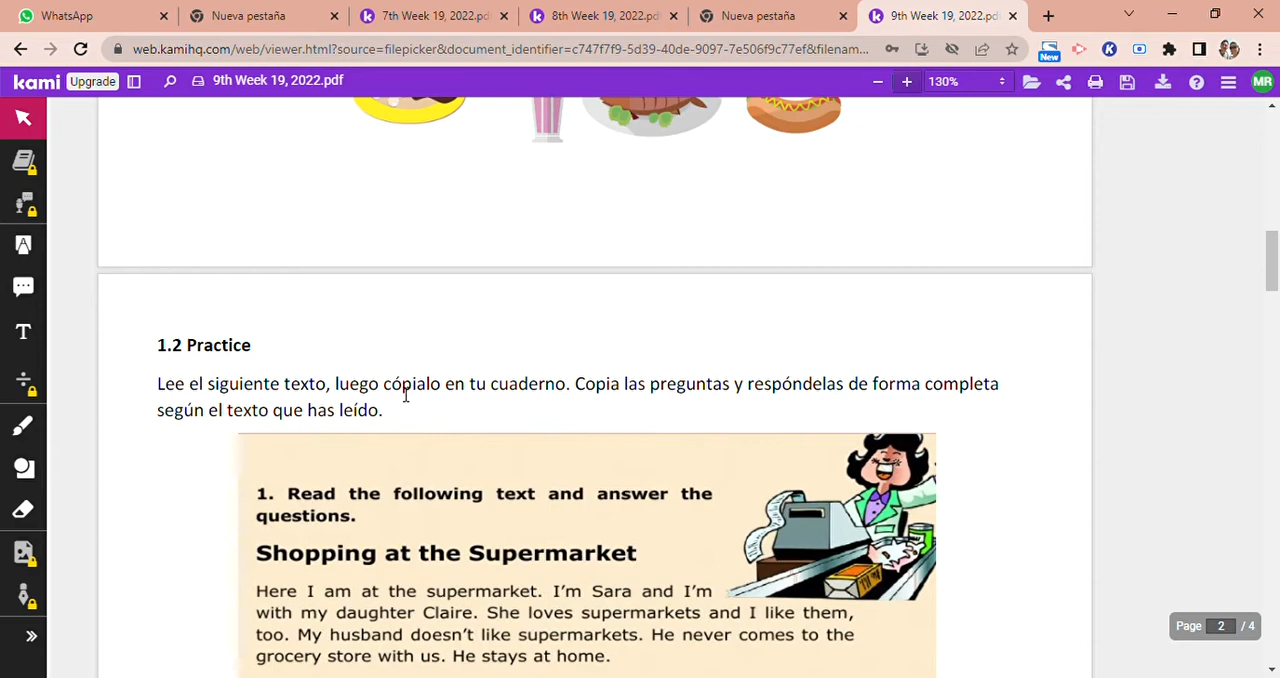 WhatsApp
Nueva pestaña
7th Week 19, 2022.pd
8th Week 19, 2022.pd
Nueva pestaña
9th Week 19, 2022.pd
web.kamihq.com/web/viewer.html?source=filepicker&document_identifier=c747f7f9-5d39-40de-9097-7e506f9c77ef&filenam...
New
kami
Upgrade
9th Week 19, 2022.pdf
130%
MR
1.2 Practice
Lee el siguiente texto, luego cópialo en tu cuaderno. Copia las preguntas y respóndelas de forma completa
según el texto que has leído.
1. Read the following text and answer the
questions.
Shopping at the Supermarket
Here I am at the supermarket. I’m Sara and I’m
with my daughter Claire. She loves supermarkets and I like them,
too. My husband doesn’t like supermarkets. He never comes to the
grocery store with us. He stays at home.
Page 2 / 4